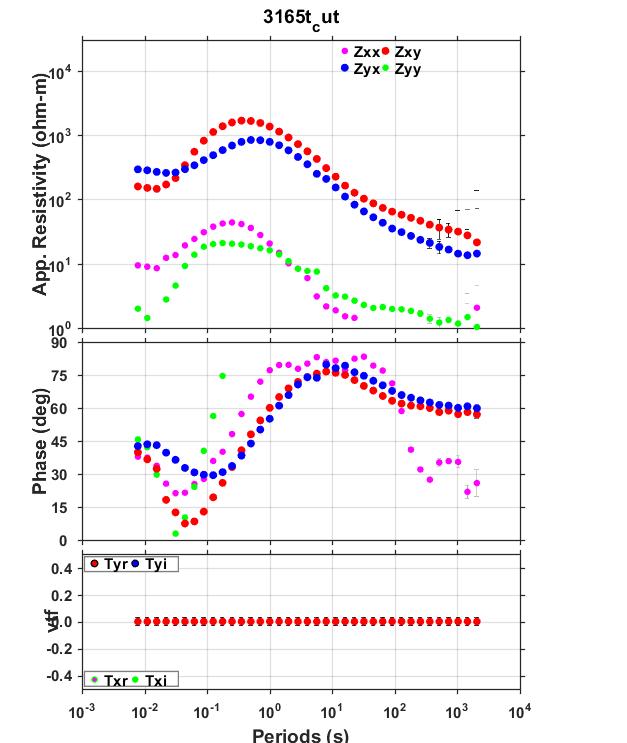 3165t_cut
Zxx Zxy
Zyx Zyy
10^4
10^3
10^2
10^1
10^0
App. Resistivity (ohm-m)
90
75
60
45
30
15
0
Phase (deg)
Tyr Tyi
0.4
0.2
0.0
-0.2
-0.4
vtf
Txr Txi
10^-3 10^-2 10^-1 10^0 10^1 10^2 10^3 10^4
Periods (s)